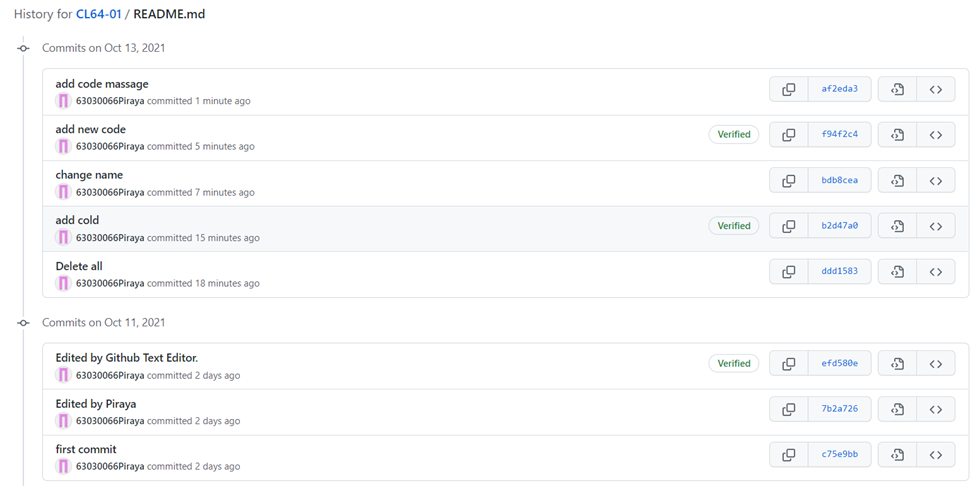 History for CL64-01 / README.md
Commits on Oct 13, 2021
add code massage
63030066Piraya committed 1 minute ago
af2eda3
add new code
63030066Piraya committed 5 minutes ago
Verified
f94f2c4
change name
63030066Piraya committed 7 minutes ago
bdb8cea
add cold
63030066Piraya committed 15 minutes ago
Verified
b2d47a0
Delete all
63030066Piraya committed 18 minutes ago
ddd1583
Commits on Oct 11, 2021
Edited by Github Text Editor.
63030066Piraya committed 2 days ago
Verified
efd580e
Edited by Piraya
63030066Piraya committed 2 days ago
7b2a726
first commit
63030066Piraya committed 2 days ago
c75e9bb